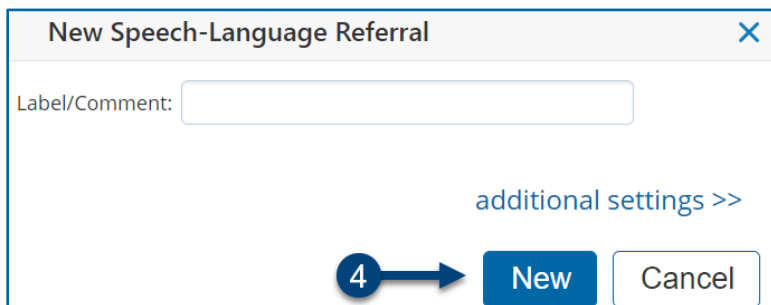 New Speech-Language Referral
Label/Comment:
additional settings >>
4 New Cancel